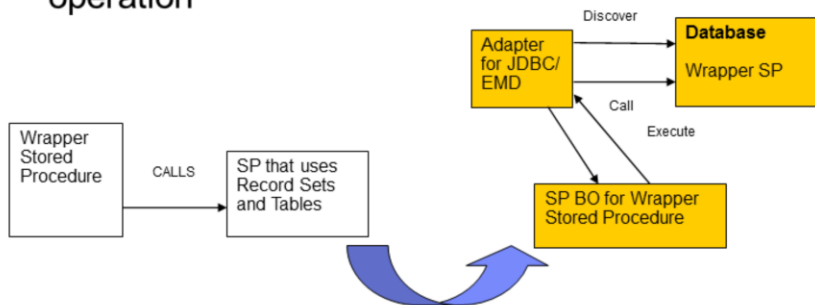 operation
Wrapper
Stored
Procedure
CALLS
SP that uses
Record Sets
and Tables
Adapter
for JDBC/
EMD
Discover
Database
Wrapper SP
Call
Execute
SP BO for Wrapper
Stored Procedure